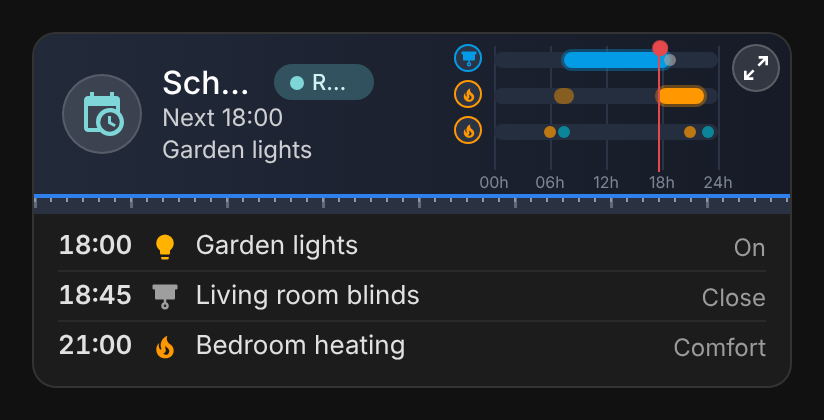 Sch...
R...
Next 18:00
Garden lights
00h 06h 12h 18h 24h
18:00 Garden lights On
18:45 Living room blinds Close
21:00 Bedroom heating Comfort